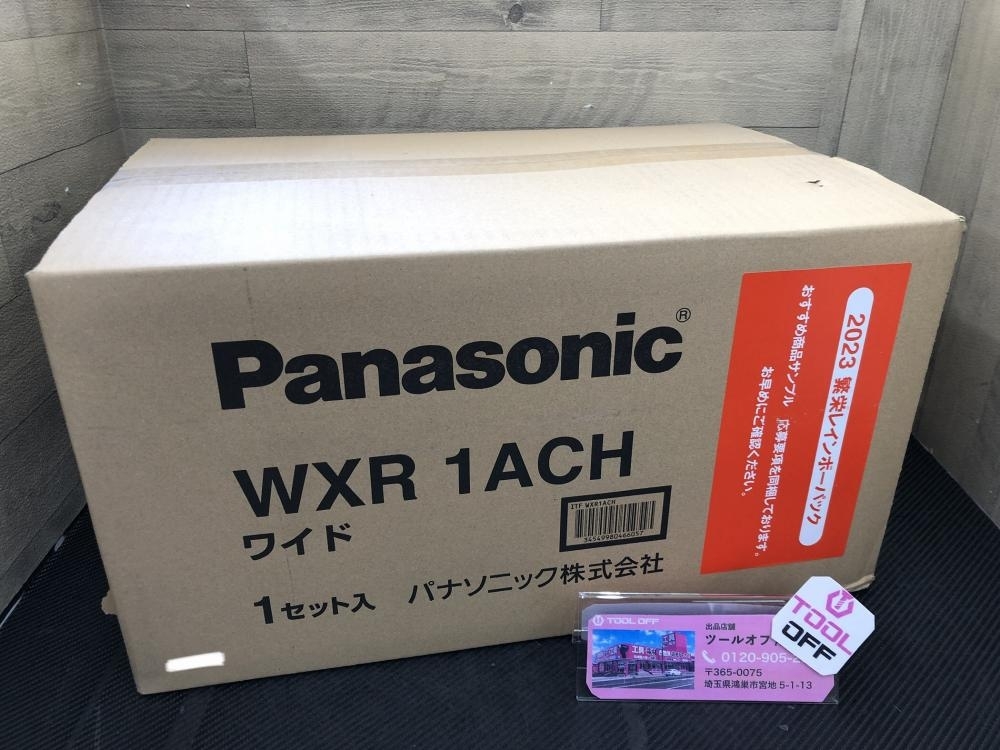 Panasonic®
WXR 1ACH
ワイド
ITF WXR1ACH
34549980466057
1セット入 パナソニック株式会社
2023 繁栄レインボーパック
おすすめ商品サンプル 応募要項を同梱しております。
お早めにご確認ください。
TOOL OFF
出品店舗
ツールオフ
0120-905-2
〒365-0075
埼玉県鴻巣市宮地 5-1-13
TOOL
OFF